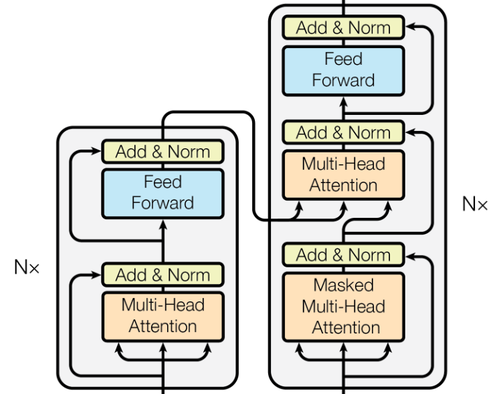 Add & Norm
Feed
Forward
Add & Norm
Multi-Head
Attention
Nx
Add & Norm
Feed
Forward
Add & Norm
Multi-Head
Attention
Add & Norm
Masked
Multi-Head
Attention
Nx